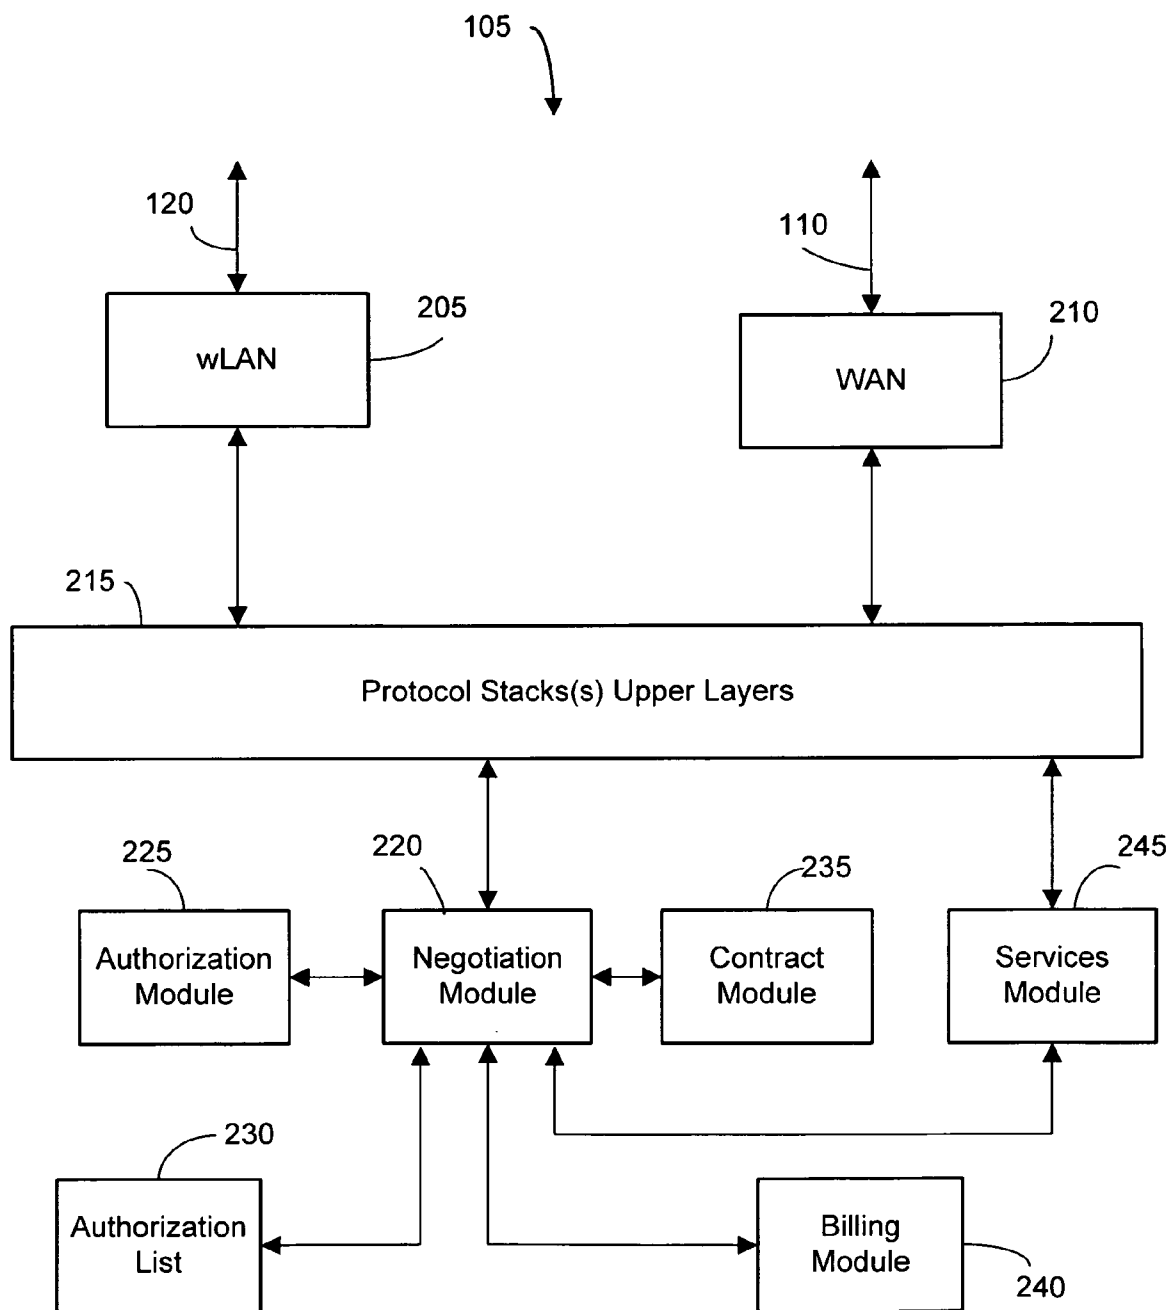 105
120
110
205
210
wLAN
WAN
215
Protocol Stacks(s) Upper Layers
225
220
235
245
Authorization
Module
Negotiation
Module
Contract
Module
Services
Module
230
Authorization
List
Billing
Module
240